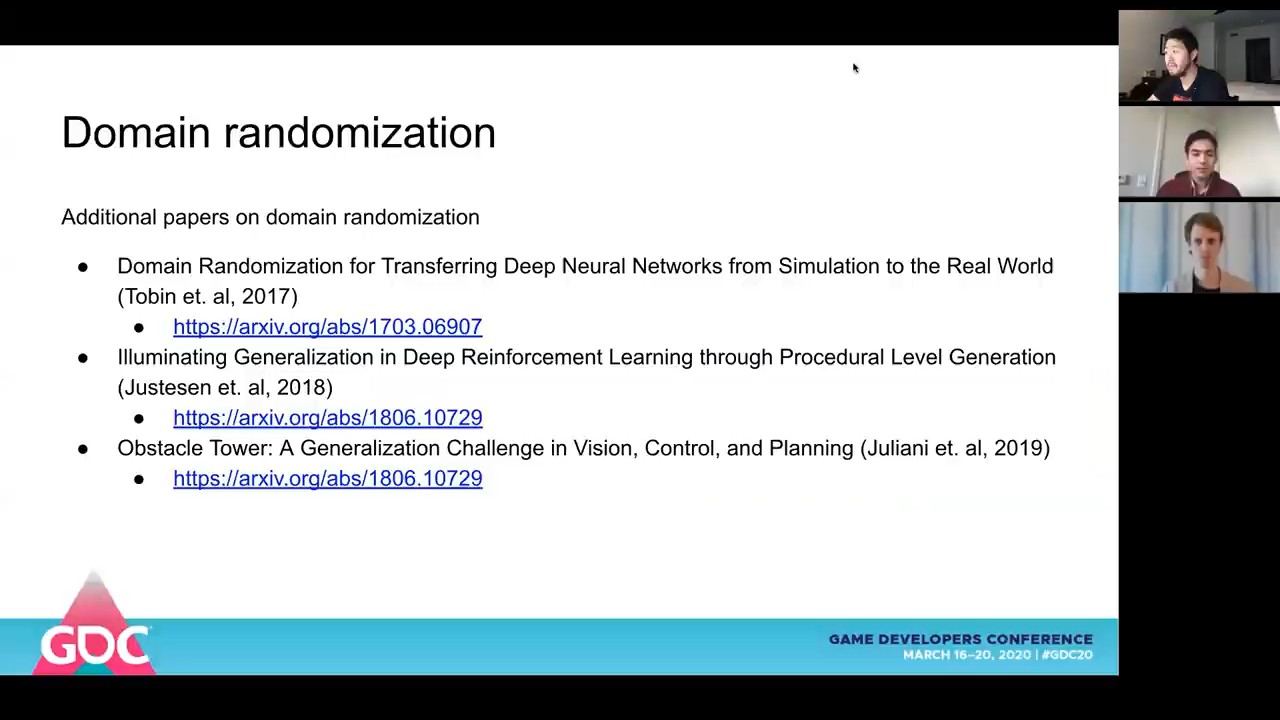 Domain randomization
Additional papers on domain randomization
● Domain Randomization for Transferring Deep Neural Networks from Simulation to the Real World
(Tobin et. al, 2017)
● https://arxiv.org/abs/1703.06907
● Illuminating Generalization in Deep Reinforcement Learning through Procedural Level Generation
(Justesen et. al, 2018)
● https://arxiv.org/abs/1806.10729
● Obstacle Tower: A Generalization Challenge in Vision, Control, and Planning (Juliani et. al, 2019)
● https://arxiv.org/abs/1806.10729
GDC
GAME DEVELOPERS CONFERENCE
MARCH 16–20, 2020 | #GDC20